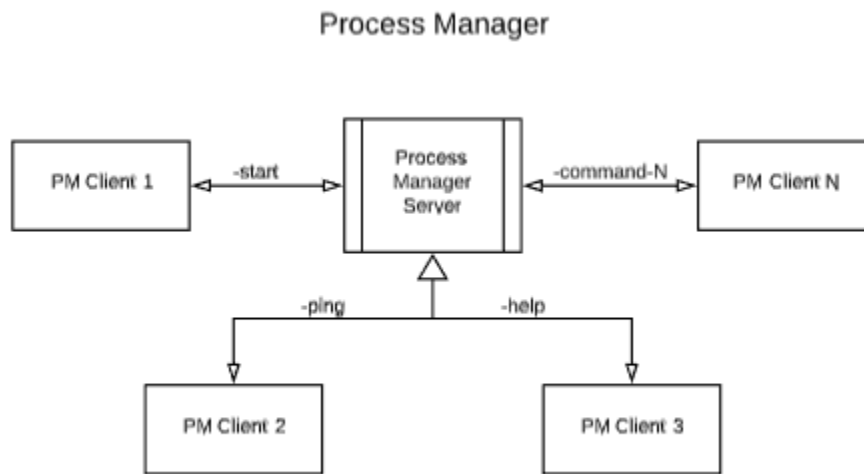 Process Manager
PM Client 1
-start
Process
Manager
Server
-command-N
PM Client N
-ping
-help
PM Client 2
PM Client 3